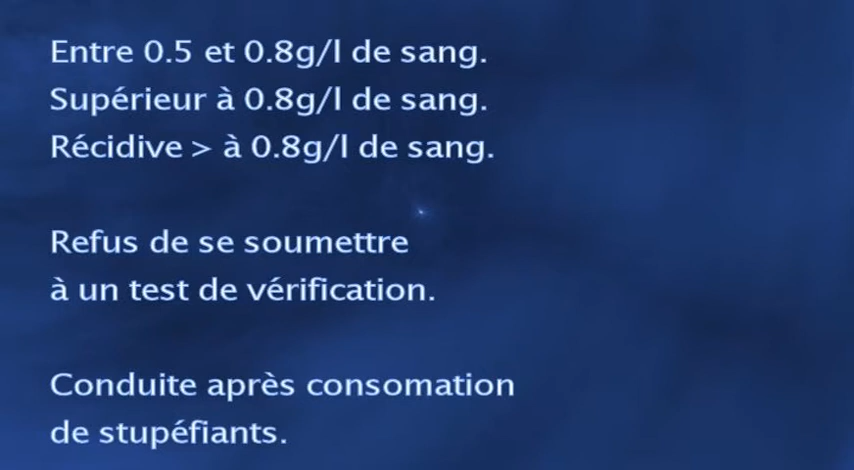 Entre 0.5 et 0.8g/l de sang.
Supérieur à 0.8g/l de sang.
Récidive > à 0.8g/l de sang.
Refus de se soumettre
à un test de vérification.
Conduite après consomation
de stupéfiants.